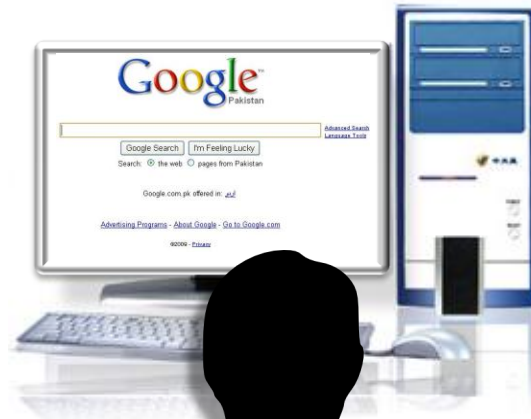 Google™
Pakistan
Advanced Search
Language Tools
Google Search I'm Feeling Lucky
Search: the web pages from Pakistan
Google.com.pk offered in: اردو
Advertising Programs - About Google - Go to Google.com
©2009 - Privacy